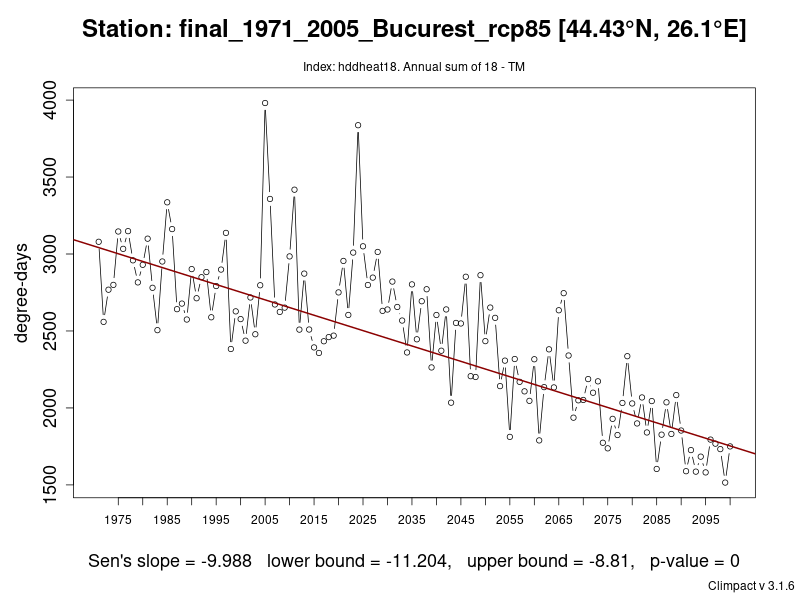 Station: final_1971_2005_Bucurest_rcp85 [44.43°N, 26.1°E]
Index: hddheat18. Annual sum of 18 - TM
degree-days
4000
3500
3000
2500
2000
1500
1975 1985 1995 2005 2015 2025 2035 2045 2055 2065 2075 2085 2095
Sen's slope = -9.988 lower bound = -11.204, upper bound = -8.81, p-value = 0
Climpact v 3.1.6